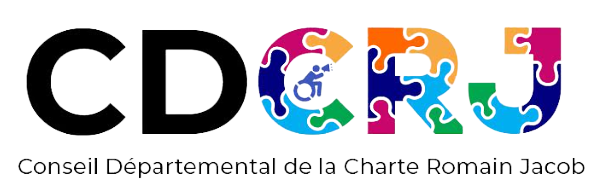 CDCRJ
Conseil Départemental de la Charte Romain Jacob